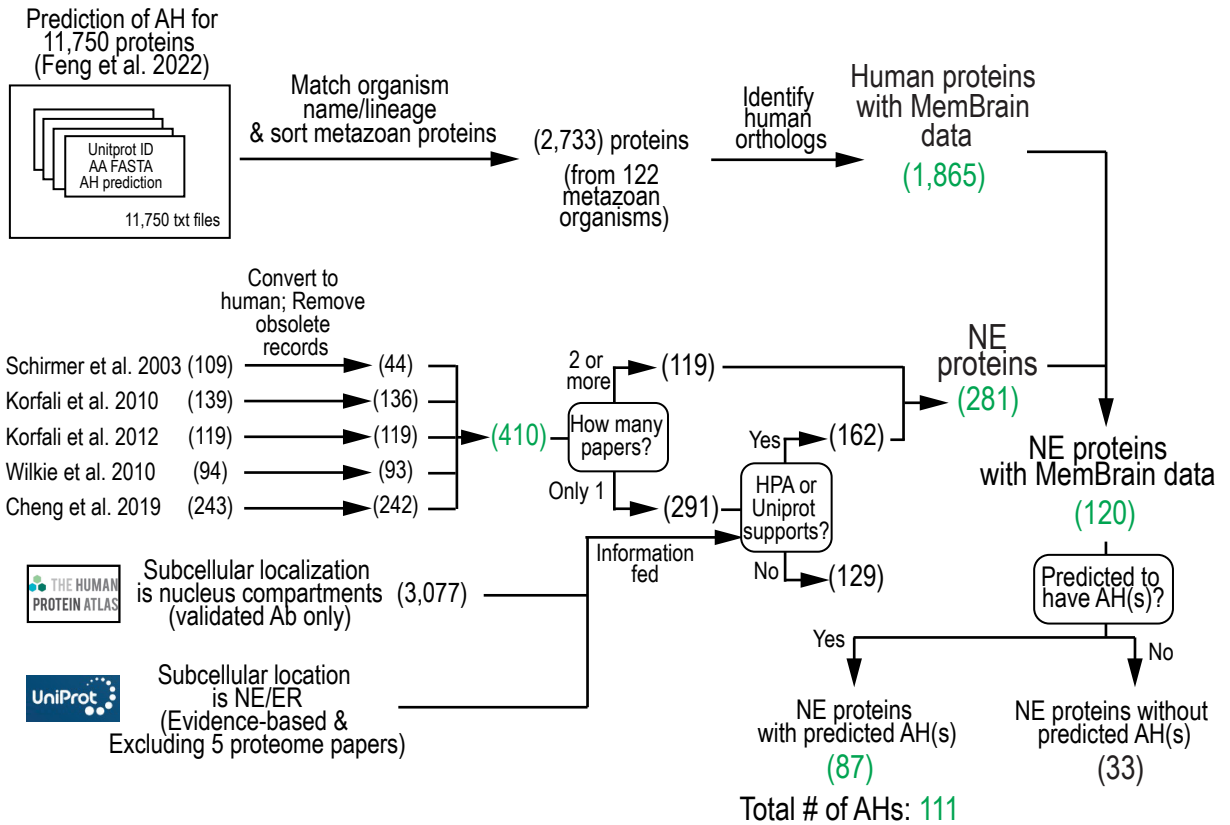 Prediction of AH for
11,750 proteins
(Feng et al. 2022)
Unitprot ID
AA FASTA
AH prediction
11,750 txt files
Match organism
name/lineage
& sort metazoan proteins
(2,733) proteins
(from 122
metazoan
organisms)
Identify
human
orthologs
Human proteins
with MemBrain
data
(1,865)
Convert to
human; Remove
obsolete
records
Schirmer et al. 2003 (109)
(44)
Korfali et al. 2010 (139)
(136)
Korfali et al. 2012 (119)
(119)
Wilkie et al. 2010 (94)
(93)
Cheng et al. 2019 (243)
(242)
(410)
How many
papers?
2 or
more
(119)
Only 1
(291)
HPA or
Uniprot
supports?
Yes
(162)
No
(129)
Information
fed
NE
proteins
(281)
NE proteins
with MemBrain data
(120)
THE HUMAN
PROTEIN ATLAS
Subcellular localization
is nucleus compartments
(validated Ab only)
(3,077)
UniProt
Subcellular location
is NE/ER
(Evidence-based &
Excluding 5 proteome papers)
Predicted to
have AH(s)?
Yes
No
NE proteins
with predicted AH(s)
(87)
NE proteins without
predicted AH(s)
(33)
Total # of AHs: 111